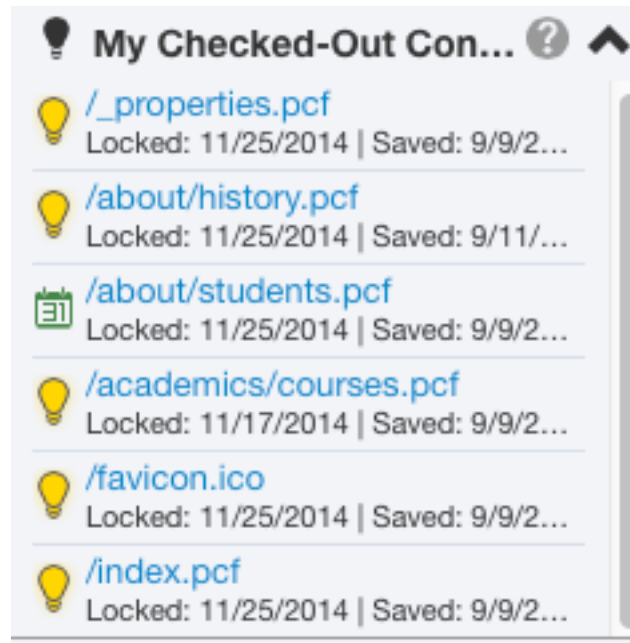 My Checked-Out Con... ?
/_properties.pcf
Locked: 11/25/2014 | Saved: 9/9/2...
/about/history.pcf
Locked: 11/25/2014 | Saved: 9/11/...
31 /about/students.pcf
Locked: 11/25/2014 | Saved: 9/9/2...
/academics/courses.pcf
Locked: 11/17/2014 | Saved: 9/9/2...
/favicon.ico
Locked: 11/25/2014 | Saved: 9/9/2...
/index.pcf
Locked: 11/25/2014 | Saved: 9/9/2...